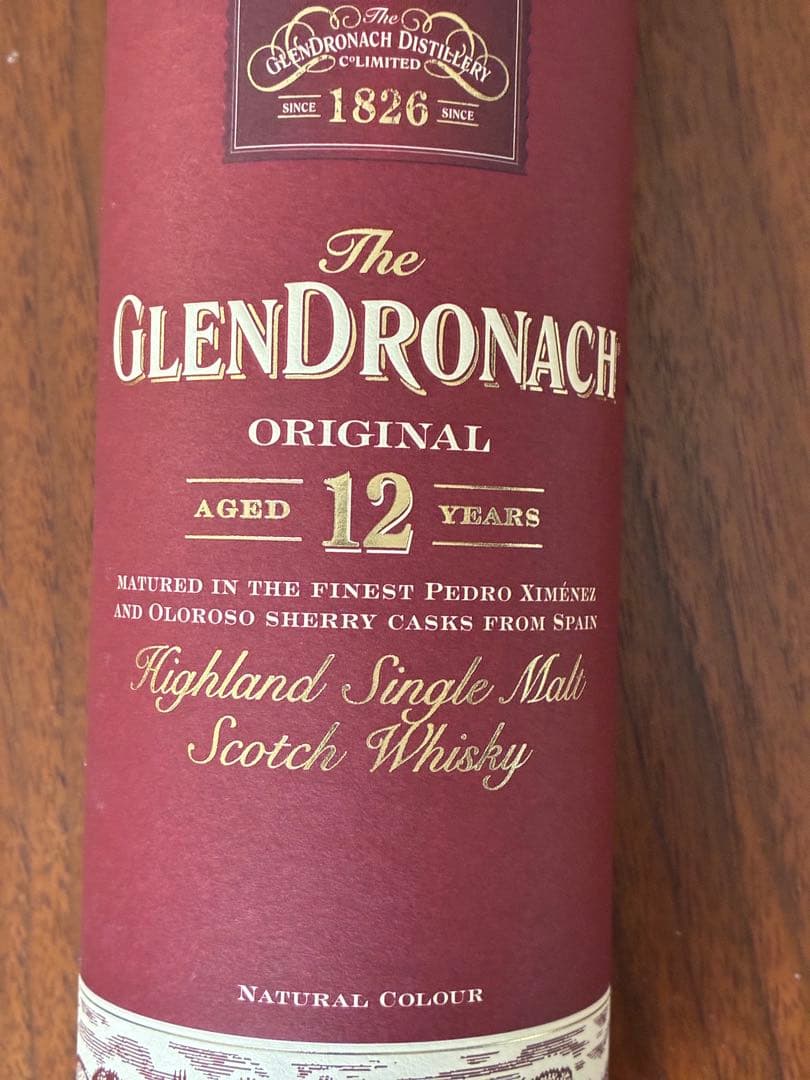 The
GLENDRONACH DISTILLERY
Cº LIMITED
SINCE 1826 SINCE
The
GLENDRONACH
ORIGINAL
AGED 12 YEARS
MATURED IN THE FINEST PEDRO XIMÉNEZ
AND OLOROSO SHERRY CASKS FROM SPAIN
Highland Single Malt
Scotch Whisky
NATURAL COLOUR